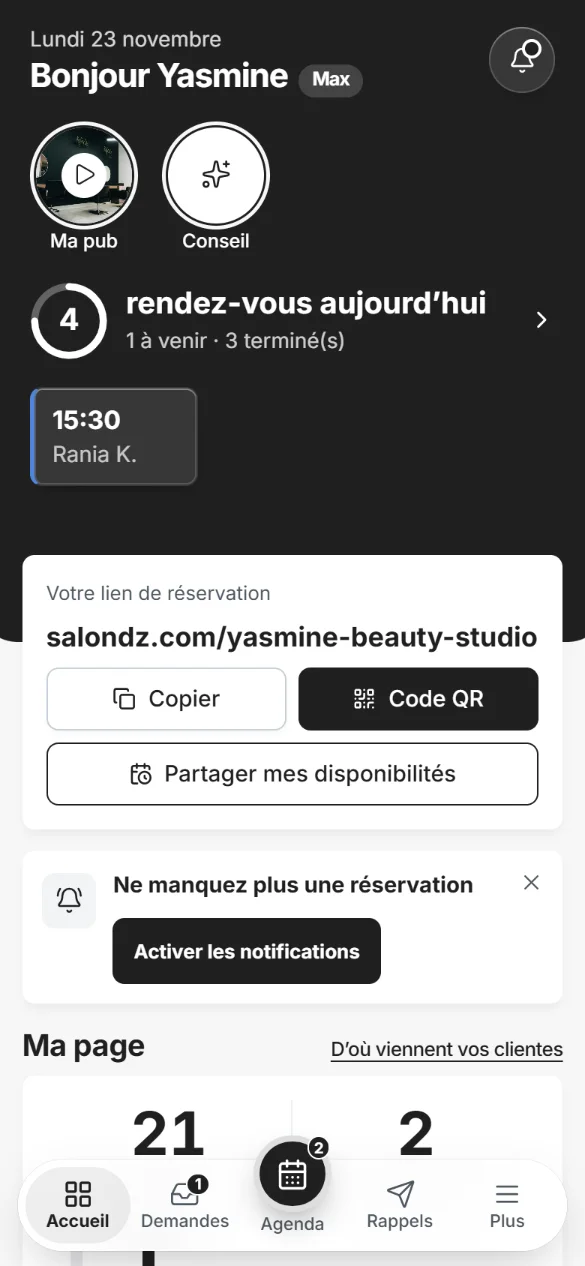 Lundi 23 novembre
Bonjour Yasmine Max
Ma pub Conseil
4 rendez-vous aujourd’hui
1 à venir · 3 terminé(s)
15:30
Rania K.
Votre lien de réservation
salondz.com/yasmine-beauty-studio
Copier Code QR
Partager mes disponibilités
Ne manquez plus une réservation
Activer les notifications
Ma page D’où viennent vos clientes
21 2
2
1
Accueil Demandes Agenda Rappels Plus